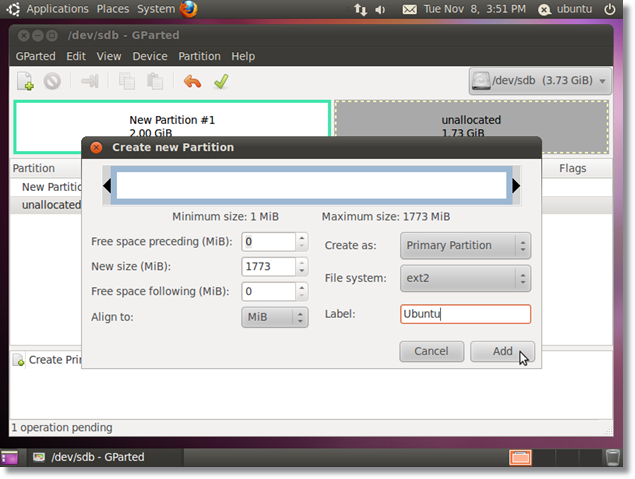 Applications Places System Tue Nov 8, 3:51 PM ubuntu
/dev/sdb - GParted
GParted Edit View Device Partition Help
/dev/sdb (3.73 GiB)
New Partition #1
2.00 GiB
unallocated
1.73 GiB
Partition Flags
New Partitio
unallocated
Create new Partition
Minimum size: 1 MiB Maximum size: 1773 MiB
Free space preceding (MiB): 0
New size (MiB): 1773
Free space following (MiB): 0
Align to: MiB
Create as: Primary Partition
File system: ext2
Label: Ubuntu
Cancel Add
Create Pri
1 operation pending
/dev/sdb - GParted